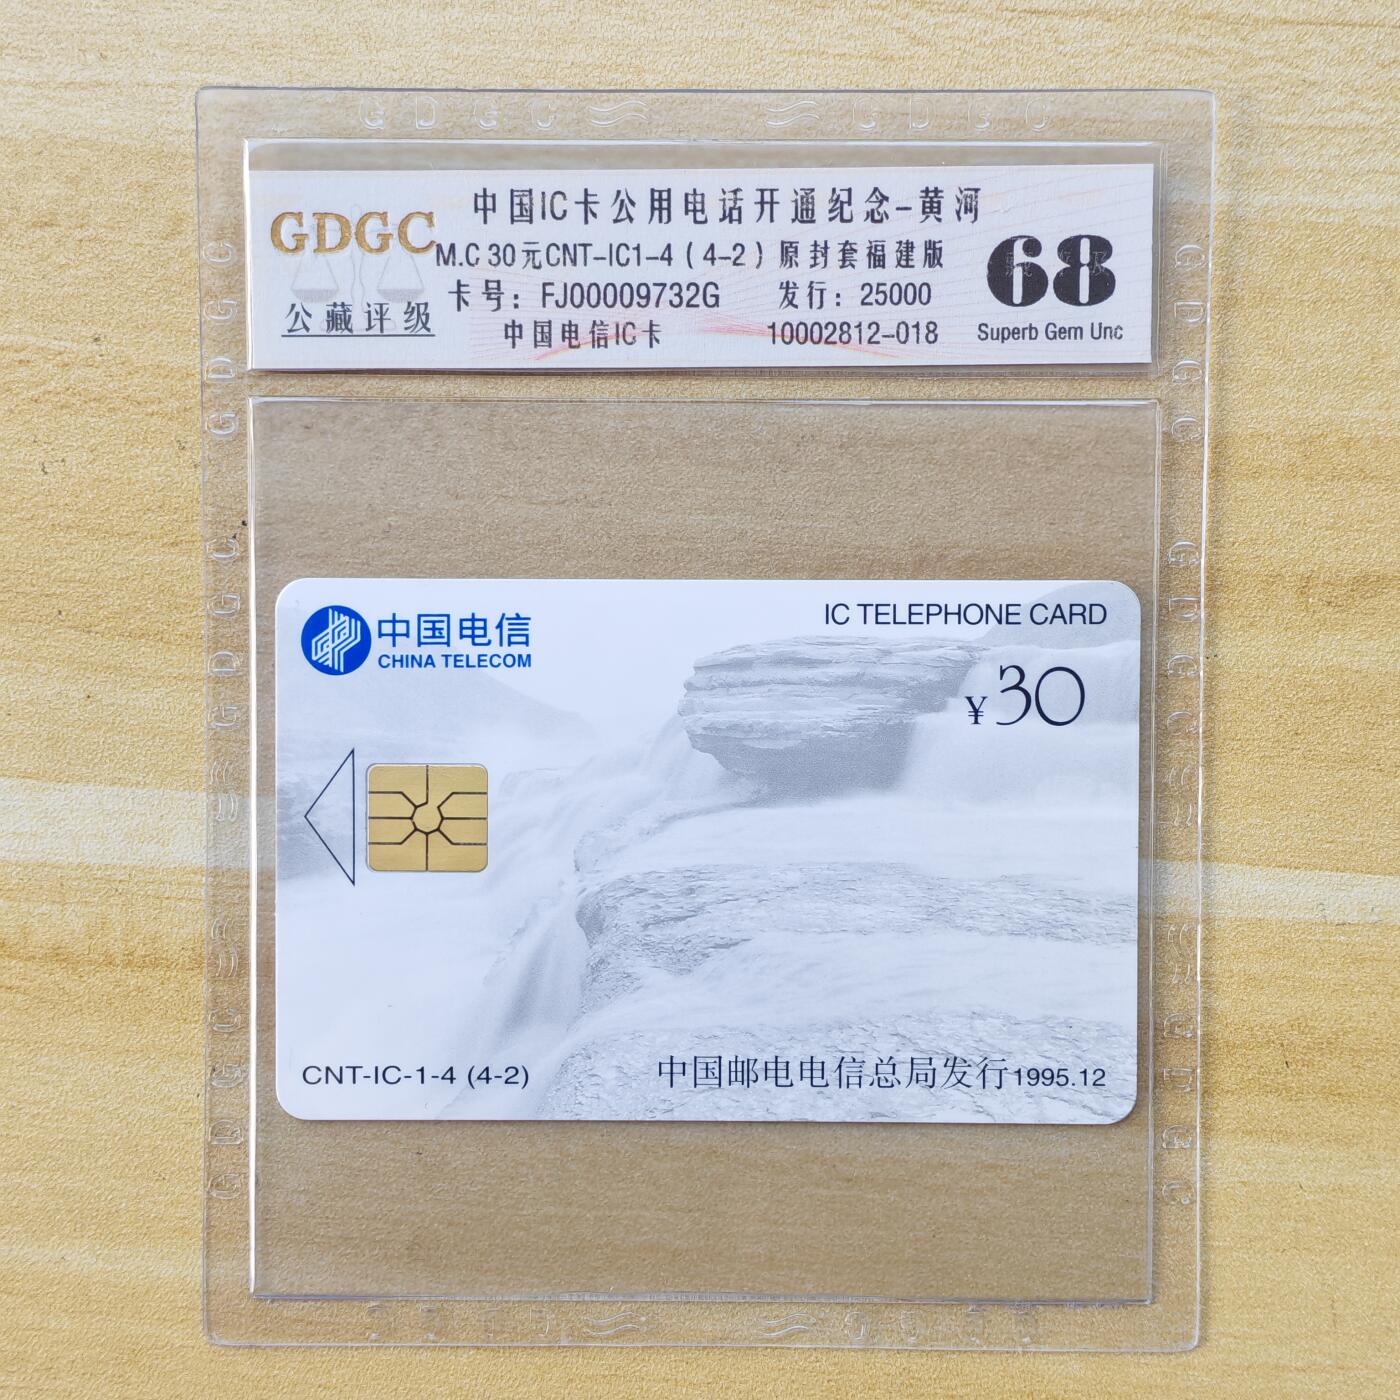 GDGC GDGC
GDGC
公藏评级
中国IC卡公用电话开通纪念-黄河
M.C 30元CNT-IC1-4 ( 4-2 ) 原封套福建版
卡号: FJ00009732G 发行: 25000
中国电信IC卡 10002812-018
68
Superb Gem Unc
中国电信
CHINA TELECOM
IC TELEPHONE CARD
¥30
CNT-IC-1-4 (4-2)
中国邮电电信总局发行1995.12